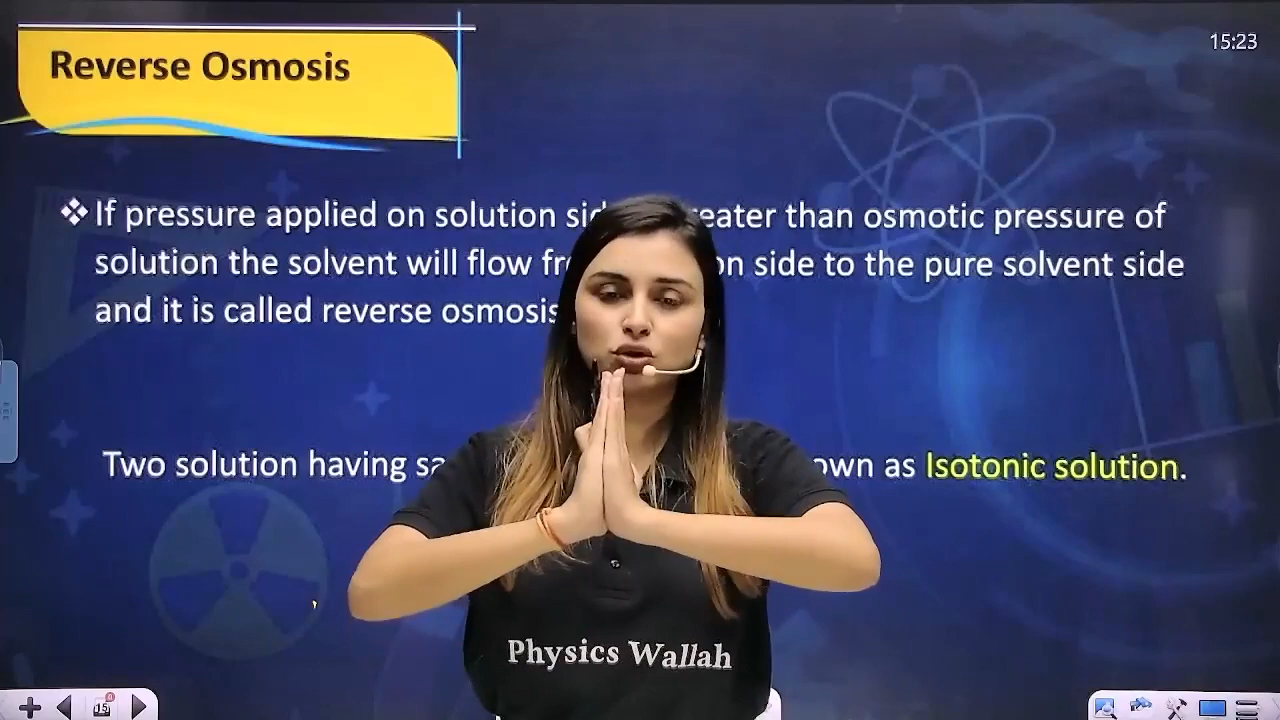 Reverse Osmosis
15:23
❖ If pressure applied on solution sid reater than osmotic pressure of
solution the solvent will flow fr on side to the pure solvent side
and it is called reverse osmosis
Two solution having sa own as Isotonic solution.
Physics Wallah
15